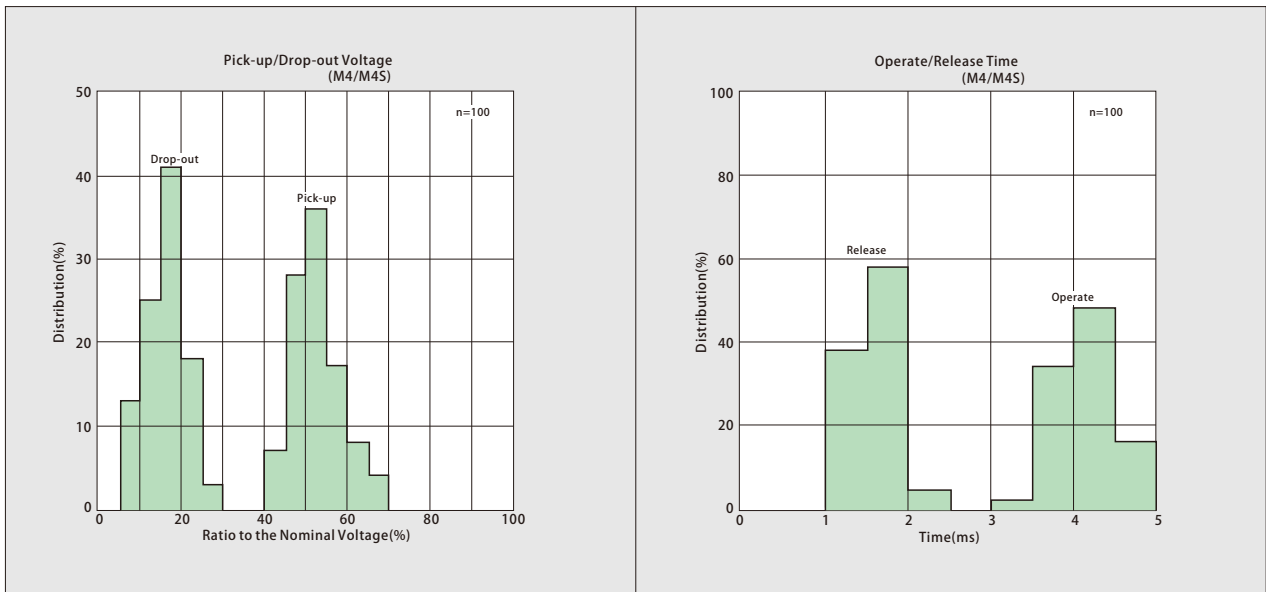 Pick-up/Drop-out Voltage
(M4/M4S)
50
n=100
Drop-out
40
Pick-up
30
Distribution(%)
20
10
0
0 20 40 60 80 100
Ratio to the Nominal Voltage(%)
Operate/Release Time
(M4/M4S)
100
n=100
80
60
Release
Operate
Distribution(%)
40
20
0
0 1 2 3 4 5
Time(ms)